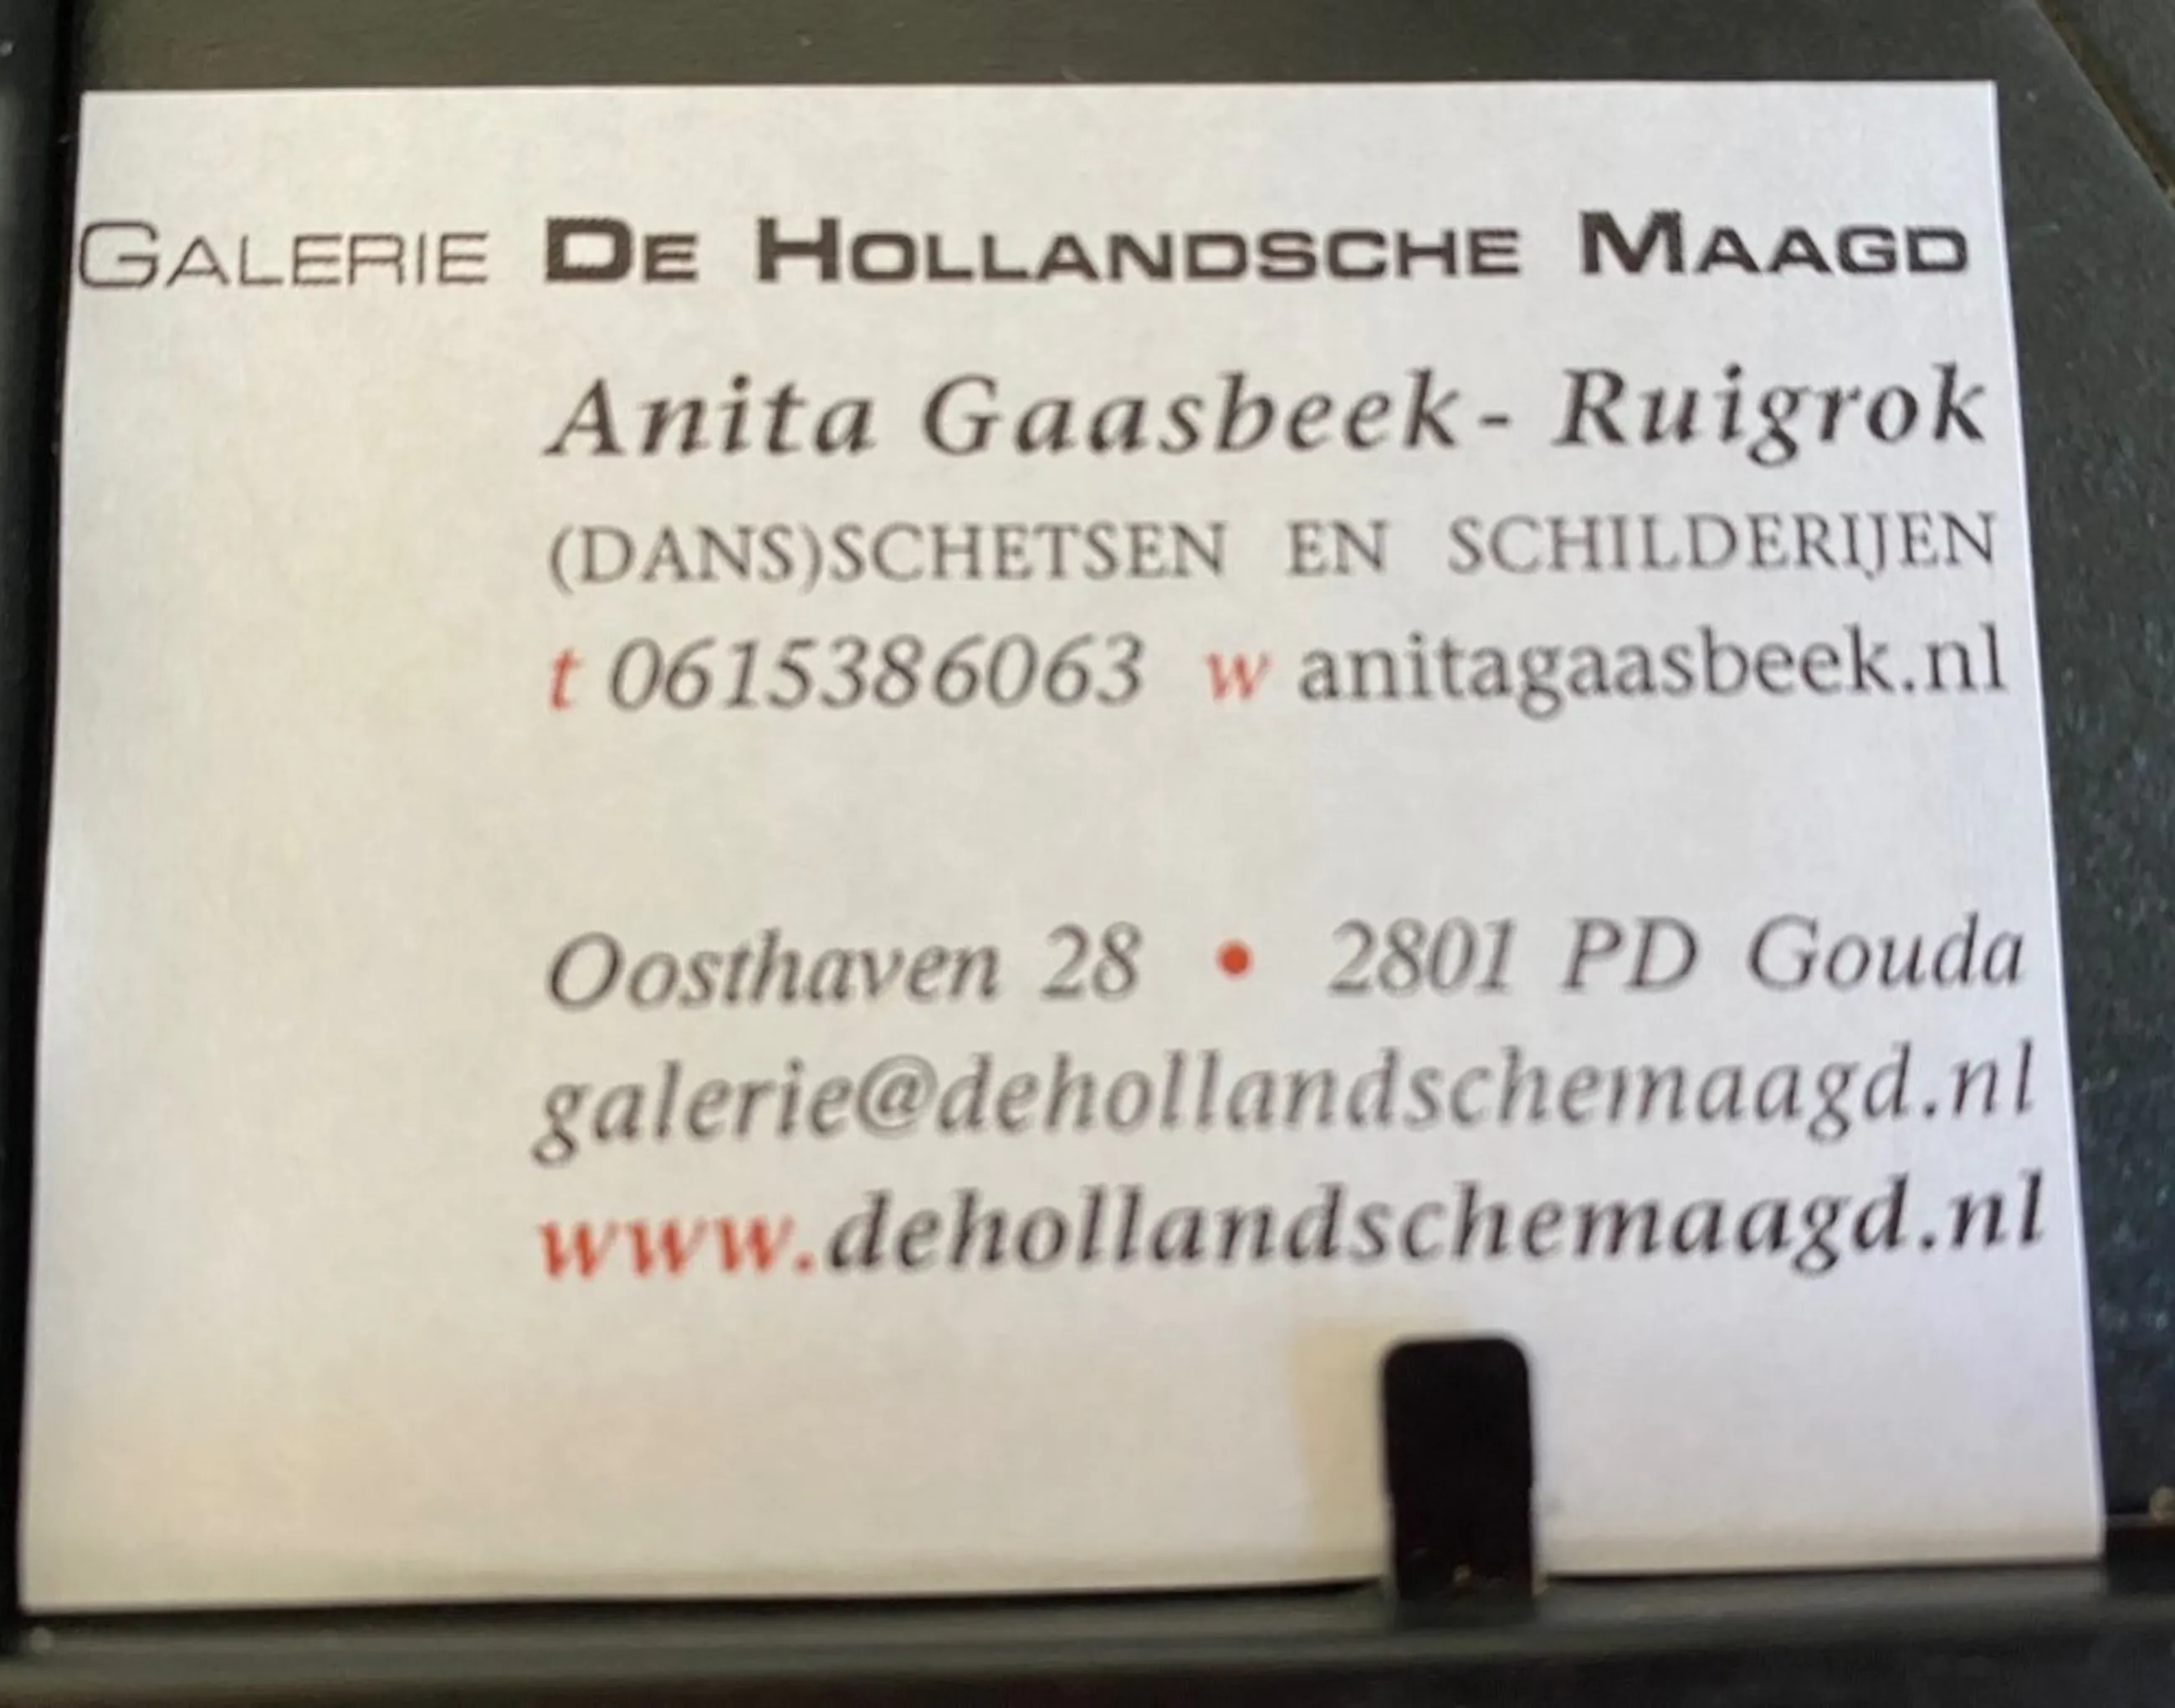 GALERIE DE HOLLANDSCHE MAAGD
Anita Gaasbeek- Ruigrok
(DANS)SCHETSEN EN SCHILDERIJEN
t 0615386063 w anitagaasbeek.nl
Oosthaven 28 • 2801 PD Gouda
galerie@dehollandschemaagd.nl
www.dehollandschemaagd.nl